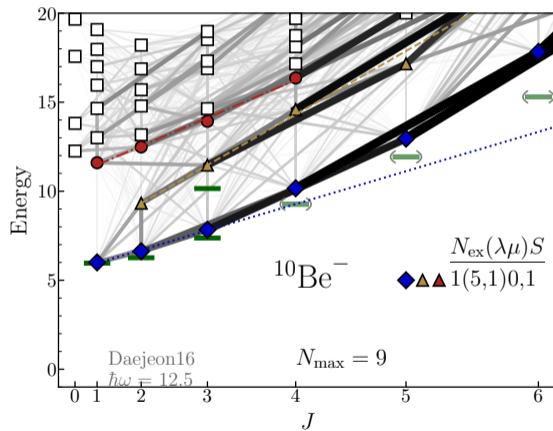 20
15
10
5
0
Energy
¹⁰Be⁻
N_ex(λμ)S
1(5,1)0,1
Daejeon16
ħω = 12.5
N_max = 9
0 1 2 3 4 5 6
J